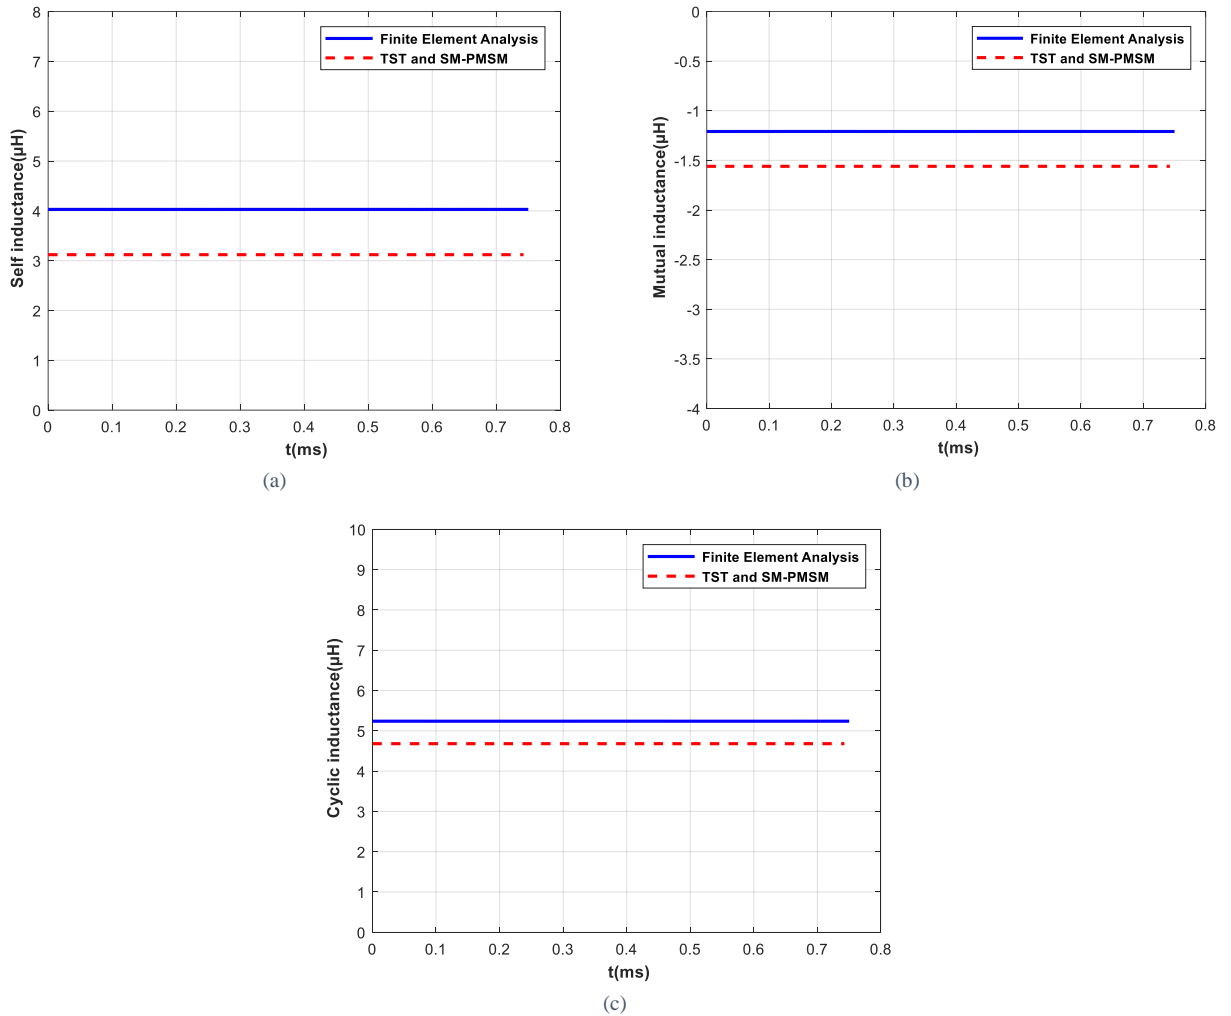 8
7
6
5
4
3
2
1
0
Self inductance(µH)
Finite Element Analysis
TST and SM-PMSM
0 0.1 0.2 0.3 0.4 0.5 0.6 0.7 0.8
t(ms)
(a)
0
-0.5
-1
-1.5
-2
-2.5
-3
-3.5
-4
Mutual inductance(µH)
Finite Element Analysis
TST and SM-PMSM
0 0.1 0.2 0.3 0.4 0.5 0.6 0.7 0.8
t(ms)
(b)
10
9
8
7
6
5
4
3
2
1
0
Cyclic inductance(µH)
Finite Element Analysis
TST and SM-PMSM
0 0.1 0.2 0.3 0.4 0.5 0.6 0.7 0.8
t(ms)
(c)